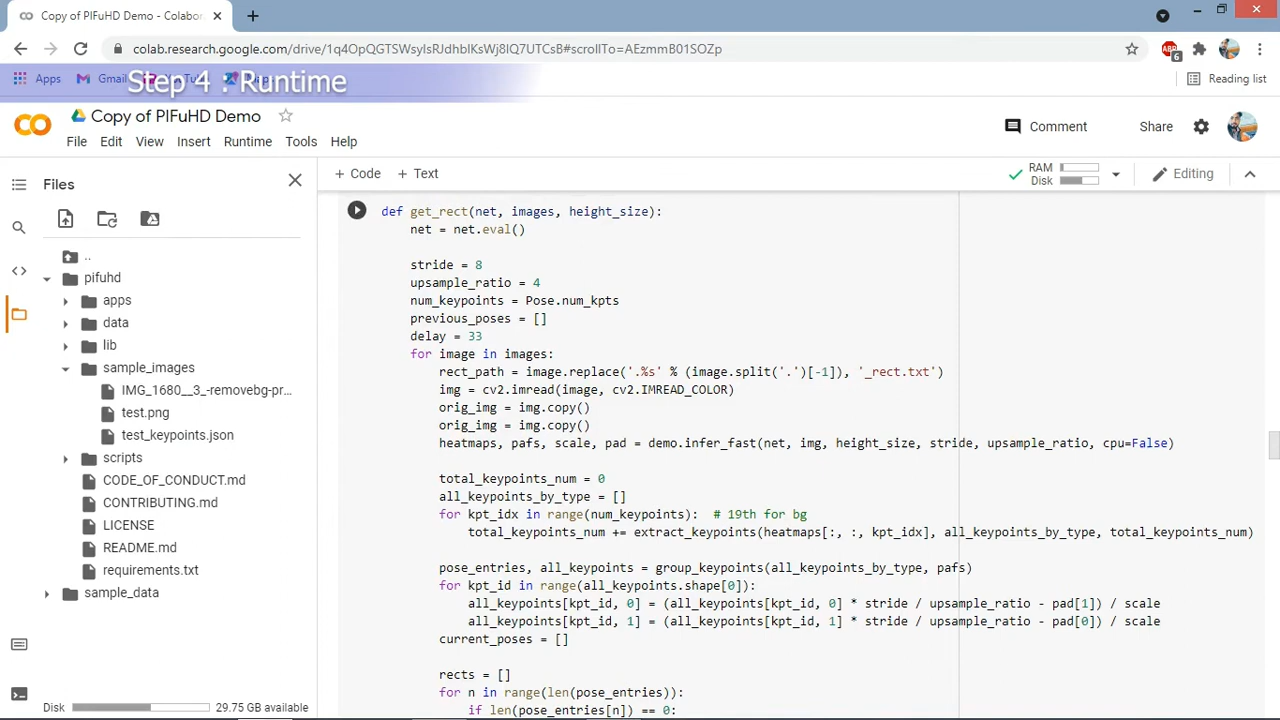 Copy of PIFuHD Demo - Colabor
colab.research.google.com/drive/1q4OpQGTSWsyIsRJdhblKsWj8IQ7UTCsB#scrollTo=AEzmmB01SOZp
6
Apps
Gmail
Reading list
Step 4 : Runtime
Copy of PIFuHD Demo
Comment
Share
File Edit View Insert Runtime Tools Help
Files
+ Code + Text
RAM
Disk
Editing
..
pifuhd
apps
data
lib
sample_images
IMG_1680__3_-removebg-pr...
test.png
test_keypoints.json
scripts
CODE_OF_CONDUCT.md
CONTRIBUTING.md
LICENSE
README.md
requirements.txt
sample_data
Disk 29.75 GB available
def get_rect(net, images, height_size):
net = net.eval()
stride = 8
upsample_ratio = 4
num_keypoints = Pose.num_kpts
previous_poses = []
delay = 33
for image in images:
rect_path = image.replace('.%s' % (image.split('.')[-1]), '_rect.txt')
img = cv2.imread(image, cv2.IMREAD_COLOR)
orig_img = img.copy()
orig_img = img.copy()
heatmaps, pafs, scale, pad = demo.infer_fast(net, img, height_size, stride, upsample_ratio, cpu=False)
total_keypoints_num = 0
all_keypoints_by_type = []
for kpt_idx in range(num_keypoints):  # 19th for bg
total_keypoints_num += extract_keypoints(heatmaps[:, :, kpt_idx], all_keypoints_by_type, total_keypoints_num)
pose_entries, all_keypoints = group_keypoints(all_keypoints_by_type, pafs)
for kpt_id in range(all_keypoints.shape[0]):
all_keypoints[kpt_id, 0] = (all_keypoints[kpt_id, 0] * stride / upsample_ratio - pad[1]) / scale
all_keypoints[kpt_id, 1] = (all_keypoints[kpt_id, 1] * stride / upsample_ratio - pad[0]) / scale
current_poses = []
rects = []
for n in range(len(pose_entries)):
if len(pose_entries[n]) == 0: